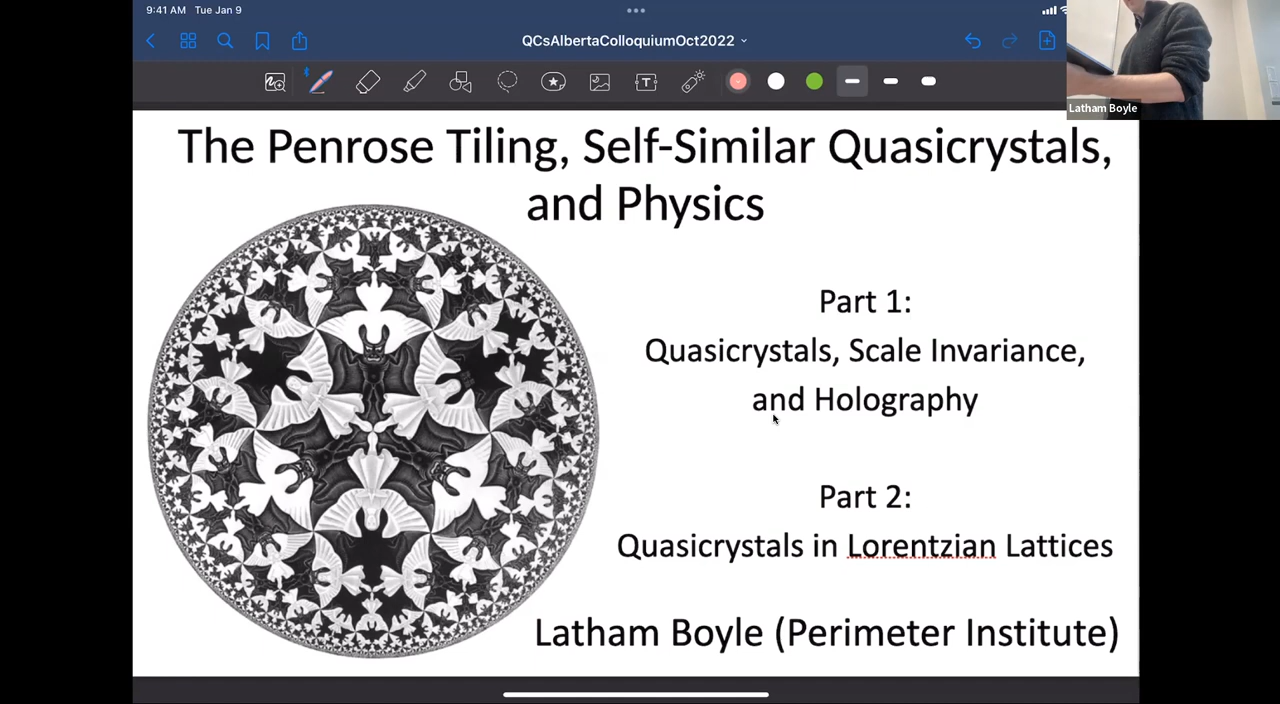 9:41 AM Tue Jan 9
QCsAlbertaColloquiumOct2022
Latham Boyle
The Penrose Tiling, Self-Similar Quasicrystals,
and Physics
Part 1:
Quasicrystals, Scale Invariance,
and Holography
Part 2:
Quasicrystals in Lorentzian Lattices
Latham Boyle (Perimeter Institute)